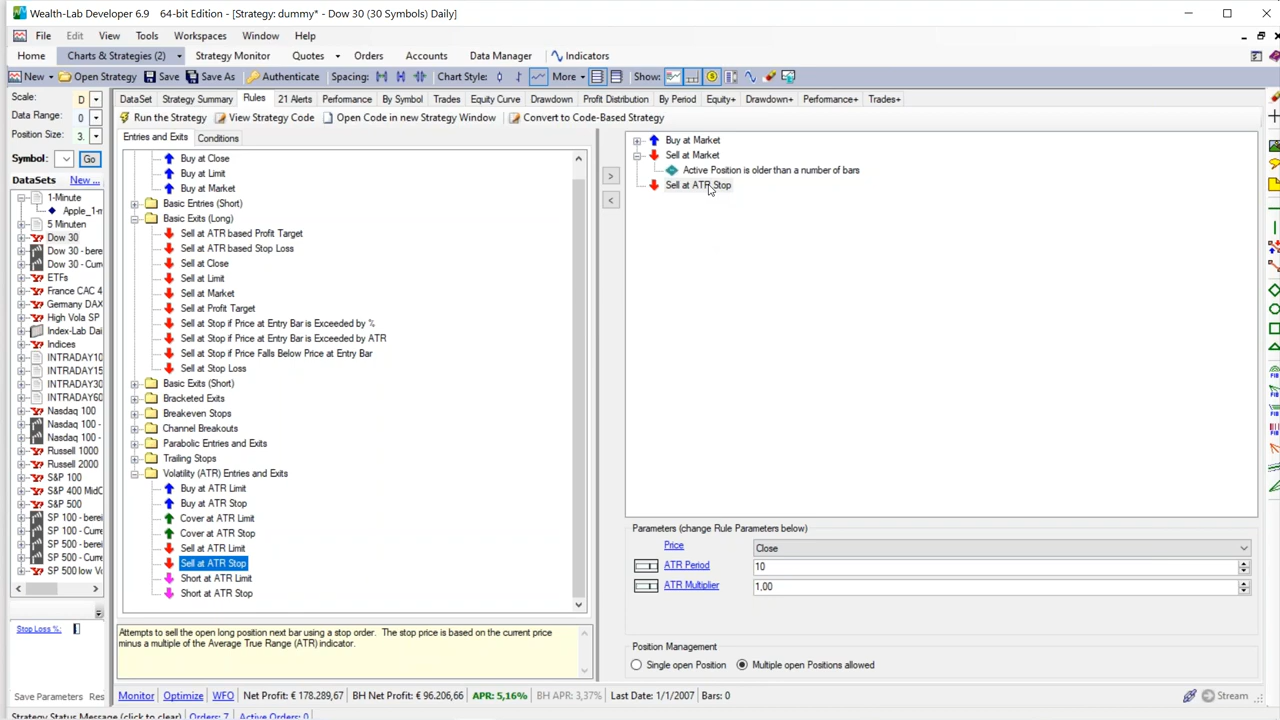 Wealth-Lab Developer 6.9    64-bit Edition - [Strategy: dummy* - Dow 30 (30 Symbols) Daily]
File Edit View Tools Workspaces Window Help
Home Charts & Strategies (2) Strategy Monitor Quotes Orders Accounts Data Manager Indicators
New Open Strategy Save Save As Authenticate Spacing: Chart Style: More Show:
Scale: D
Data Range: 0
Position Size: 3.
Symbol: Go
DataSets New ...
1-Minute
Apple_1-m
5 Minuten
Dow 30
Dow 30 - bere
Dow 30 - Curr
ETFs
France CAC 4
Germany DAX
High Vola SP
Index-Lab Dai
Indices
INTRADAY10
INTRADAY15
INTRADAY30
INTRADAY60
Nasdaq 100
Nasdaq 100 -
Nasdaq 100 -
Russell 1000
Russell 2000
S&P 100
S&P 400 MidC
S&P 500
SP 100 - berei
SP 100 - Curre
SP 500 - berei
SP 500 - Curre
SP 500 low Vo
Stop Loss %:
Save Parameters Res
DataSet Strategy Summary Rules 21 Alerts Performance By Symbol Trades Equity Curve Drawdown Profit Distribution By Period Equity+ Drawdown+ Performance+ Trades+
Run the Strategy View Strategy Code Open Code in new Strategy Window Convert to Code-Based Strategy
Entries and Exits Conditions
Buy at Close
Buy at Limit
Buy at Market
Basic Entries (Short)
Basic Exits (Long)
Sell at ATR based Profit Target
Sell at ATR based Stop Loss
Sell at Close
Sell at Limit
Sell at Market
Sell at Profit Target
Sell at Stop if Price at Entry Bar is Exceeded by %
Sell at Stop if Price at Entry Bar is Exceeded by ATR
Sell at Stop if Price Falls Below Price at Entry Bar
Sell at Stop Loss
Basic Exits (Short)
Bracketed Exits
Breakeven Stops
Channel Breakouts
Parabolic Entries and Exits
Trailing Stops
Volatility (ATR) Entries and Exits
Buy at ATR Limit
Buy at ATR Stop
Cover at ATR Limit
Cover at ATR Stop
Sell at ATR Limit
Sell at ATR Stop
Short at ATR Limit
Short at ATR Stop
Attempts to sell the open long position next bar using a stop order. The stop price is based on the current price
minus a multiple of the Average True Range (ATR) indicator.
>
<
Buy at Market
Sell at Market
Active Position is older than a number of bars
Sell at ATR Stop
Parameters (change Rule Parameters below)
Price Close
ATR Period 10
ATR Multiplier 1,00
Position Management
Single open Position Multiple open Positions allowed
Monitor Optimize WFO Net Profit: € 178.289,67 BH Net Profit: € 96.206,66 APR: 5,16% BH APR: 3,37% Last Date: 1/1/2007 Bars: 0 Stream
Strategy Status Message (click to clear) Orders: 7 Active Orders: 0